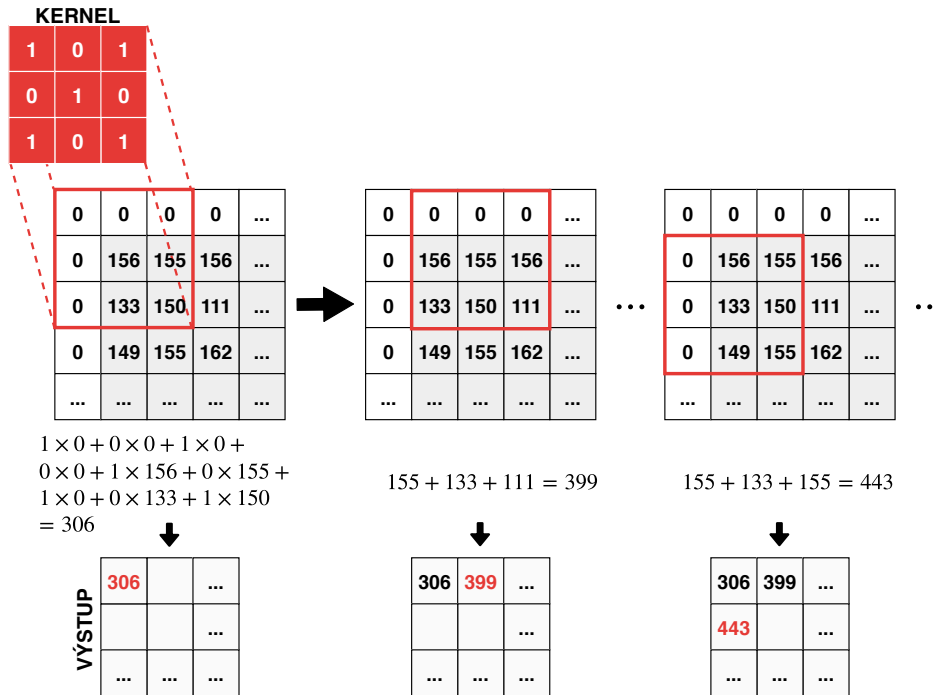 KERNEL
1 0 1
0 1 0
1 0 1
0 0 0 0 ...
0 156 155 156 ...
0 133 150 111 ...
0 149 155 162 ...
... ... ... ... ...
0 0 0 0 ...
0 156 155 156 ...
0 133 150 111 ...
0 149 155 162 ...
... ... ... ... ...
...
0 0 0 0 ...
0 156 155 156 ...
0 133 150 111 ...
0 149 155 162 ...
... ... ... ... ...
..
1 × 0 + 0 × 0 + 1 × 0 +
0 × 0 + 1 × 156 + 0 × 155 +
1 × 0 + 0 × 133 + 1 × 150
= 306
155 + 133 + 111 = 399
155 + 133 + 155 = 443
VÝSTUP
306 ...
...
... ... ...
306 399 ...
...
... ... ...
306 399 ...
443 ...
... ... ...